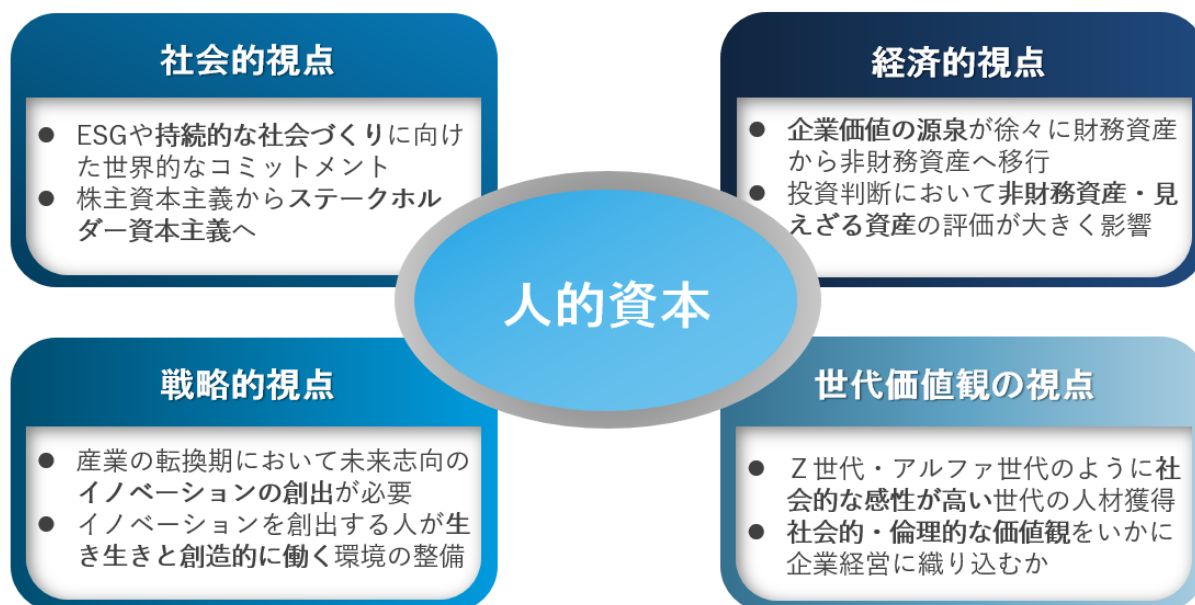 社会的視点
● ESGや持続的な社会づくりに向け
た世界的なコミットメント
● 株主資本主義からステークホル
ダー資本主義へ
経済的視点
● 企業価値の源泉が徐々に財務資産
から非財務資産へ移行
● 投資判断において非財務資産・見
えざる資産の評価が大きく影響
人的資本
戦略的視点
● 産業の転換期において未来志向の
イノベーションの創出が必要
● イノベーションを創出する人が生
き生きと創造的に働く環境の整備
世代価値観の視点
● Ｚ世代・アルファ世代のように社
会的な感性が高い世代の人材獲得
● 社会的・倫理的な価値観をいかに
企業経営に織り込むか